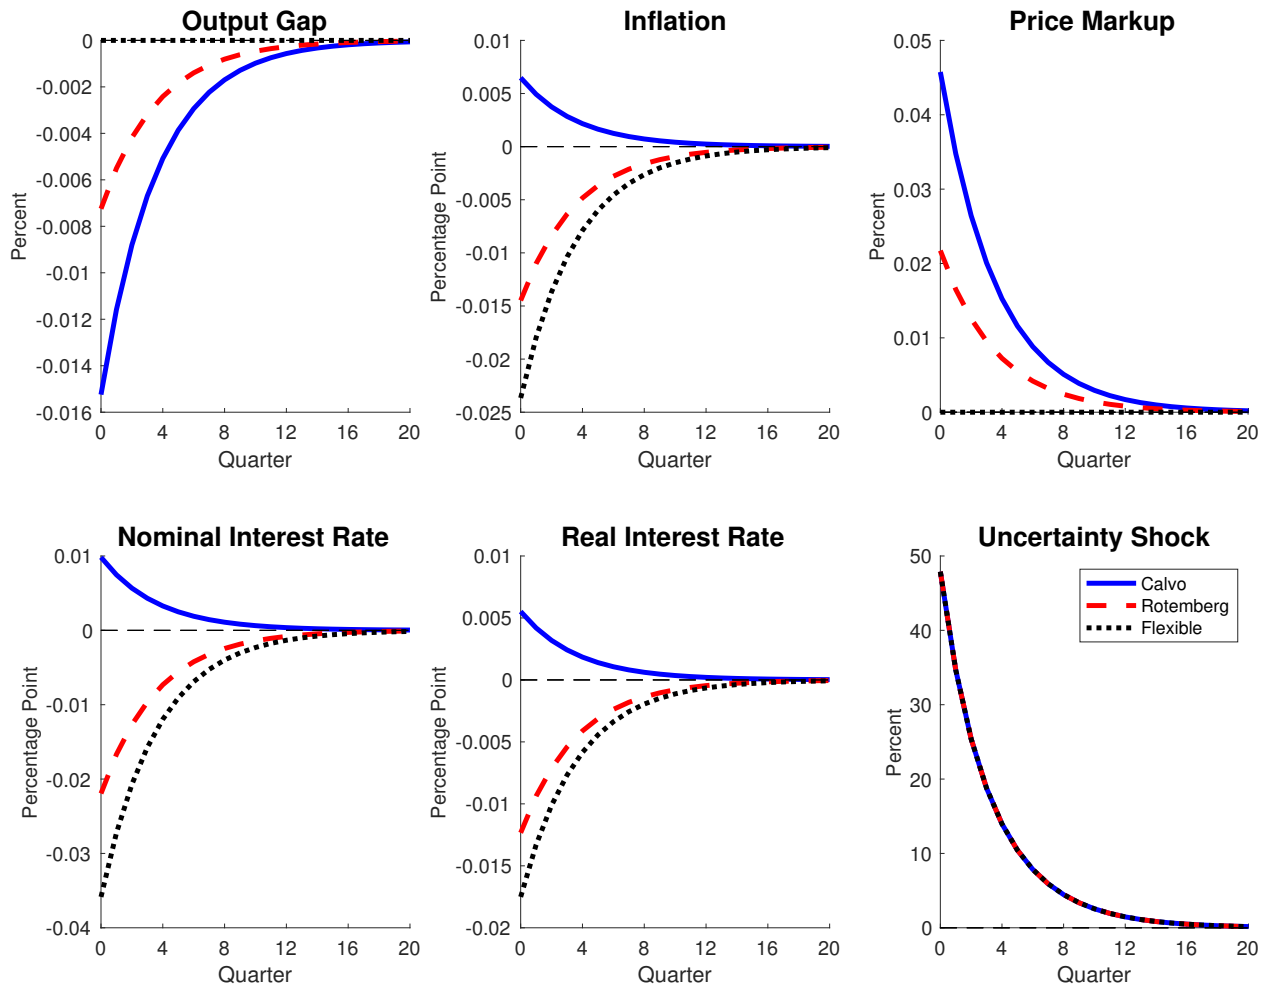 Output Gap
0
-0.002
-0.004
-0.006
-0.008
-0.01
-0.012
-0.014
-0.016
Percent
0 4 8 12 16 20
Quarter
Inflation
0.01
0.005
0
-0.005
-0.01
-0.015
-0.02
-0.025
Percentage Point
0 4 8 12 16 20
Quarter
Price Markup
0.05
0.04
0.03
0.02
0.01
0
Percent
0 4 8 12 16 20
Quarter
Nominal Interest Rate
0.01
0
-0.01
-0.02
-0.03
-0.04
Percentage Point
0 4 8 12 16 20
Quarter
Real Interest Rate
0.01
0.005
0
-0.005
-0.01
-0.015
-0.02
Percentage Point
0 4 8 12 16 20
Quarter
Uncertainty Shock
50
40
30
20
10
0
Percent
Calvo
Rotemberg
Flexible
0 4 8 12 16 20
Quarter